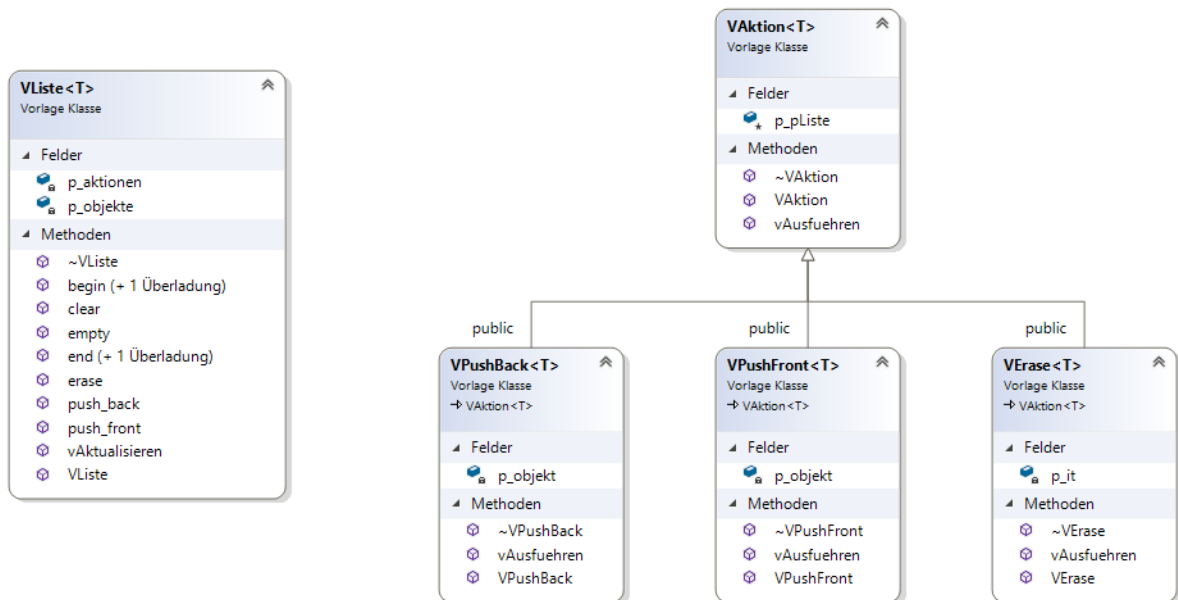 VListe<T>
Vorlage Klasse
Felder
p_aktionen
p_objekte
Methoden
~VListe
begin (+ 1 Überladung)
clear
empty
end (+ 1 Überladung)
erase
push_back
push_front
vAktualisieren
VListe
VAktion<T>
Vorlage Klasse
Felder
p_pListe
Methoden
~VAktion
VAktion
vAusfuehren
public
public
public
VPushBack<T>
Vorlage Klasse
VAktion<T>
Felder
p_objekt
Methoden
~VPushBack
vAusfuehren
VPushBack
VPushFront<T>
Vorlage Klasse
VAktion<T>
Felder
p_objekt
Methoden
~VPushFront
vAusfuehren
VPushFront
VErase<T>
Vorlage Klasse
VAktion<T>
Felder
p_it
Methoden
~VErase
vAusfuehren
VErase